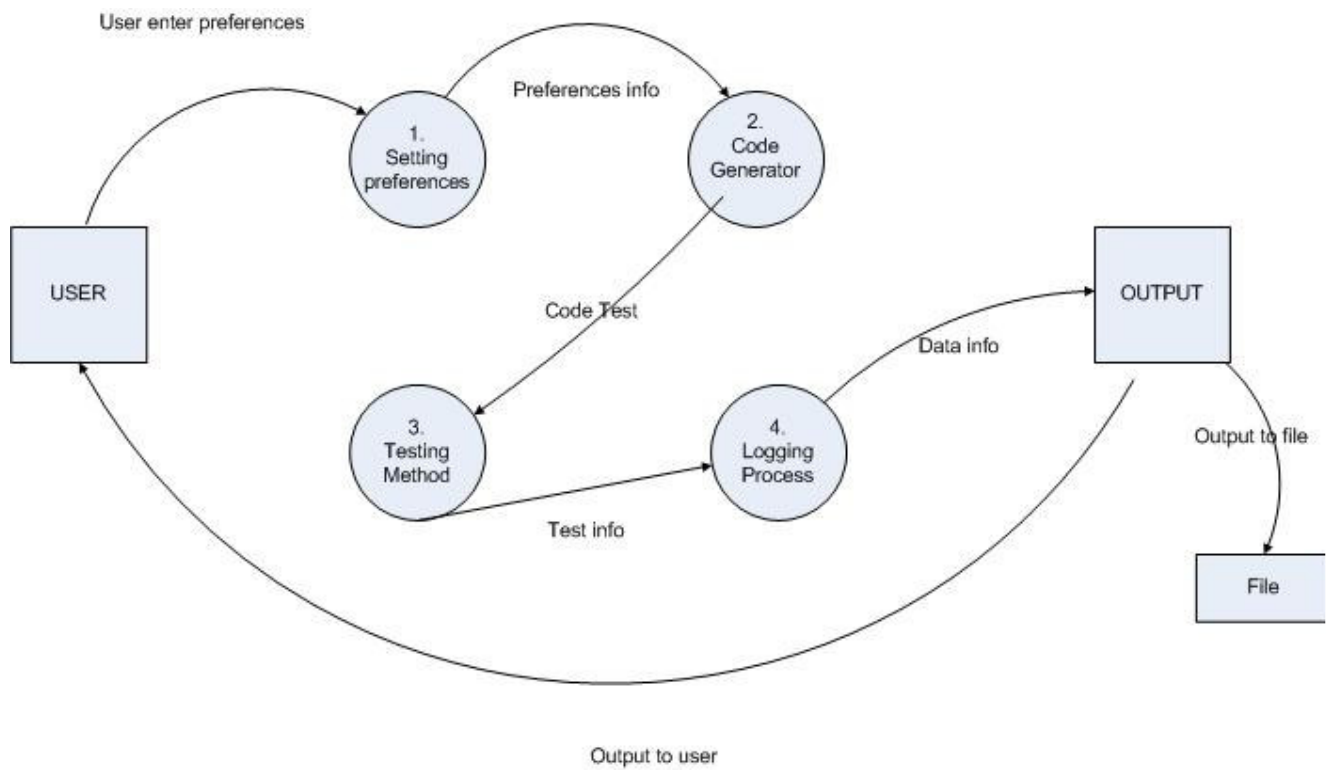 User enter preferences
Preferences info
1.
Setting
preferences
2.
Code
Generator
USER
OUTPUT
Code Test
Data info
3.
Testing
Method
4.
Logging
Process
Output to file
Test info
File
Output to user